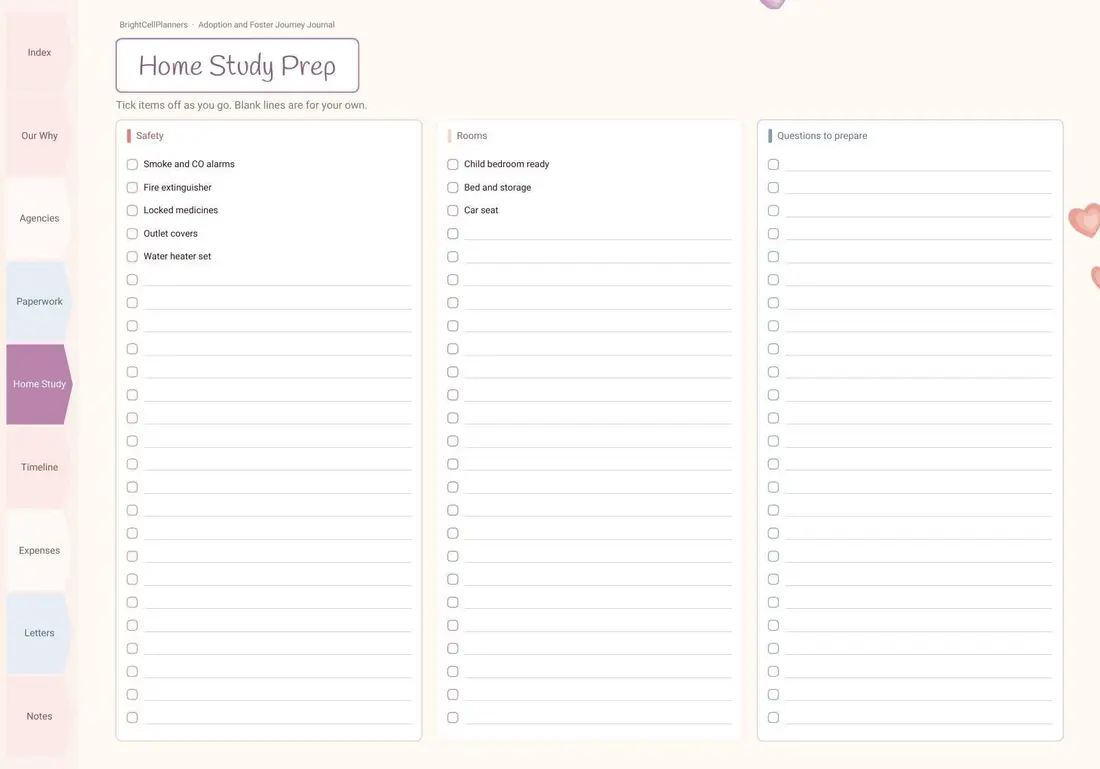 BrightCellPlanners · Adoption and Foster Journey Journal
Home Study Prep
Tick items off as you go. Blank lines are for your own.
Index
Our Why
Agencies
Paperwork
Home Study
Timeline
Expenses
Letters
Notes
Safety
Smoke and CO alarms
Fire extinguisher
Locked medicines
Outlet covers
Water heater set
Rooms
Child bedroom ready
Bed and storage
Car seat
Questions to prepare